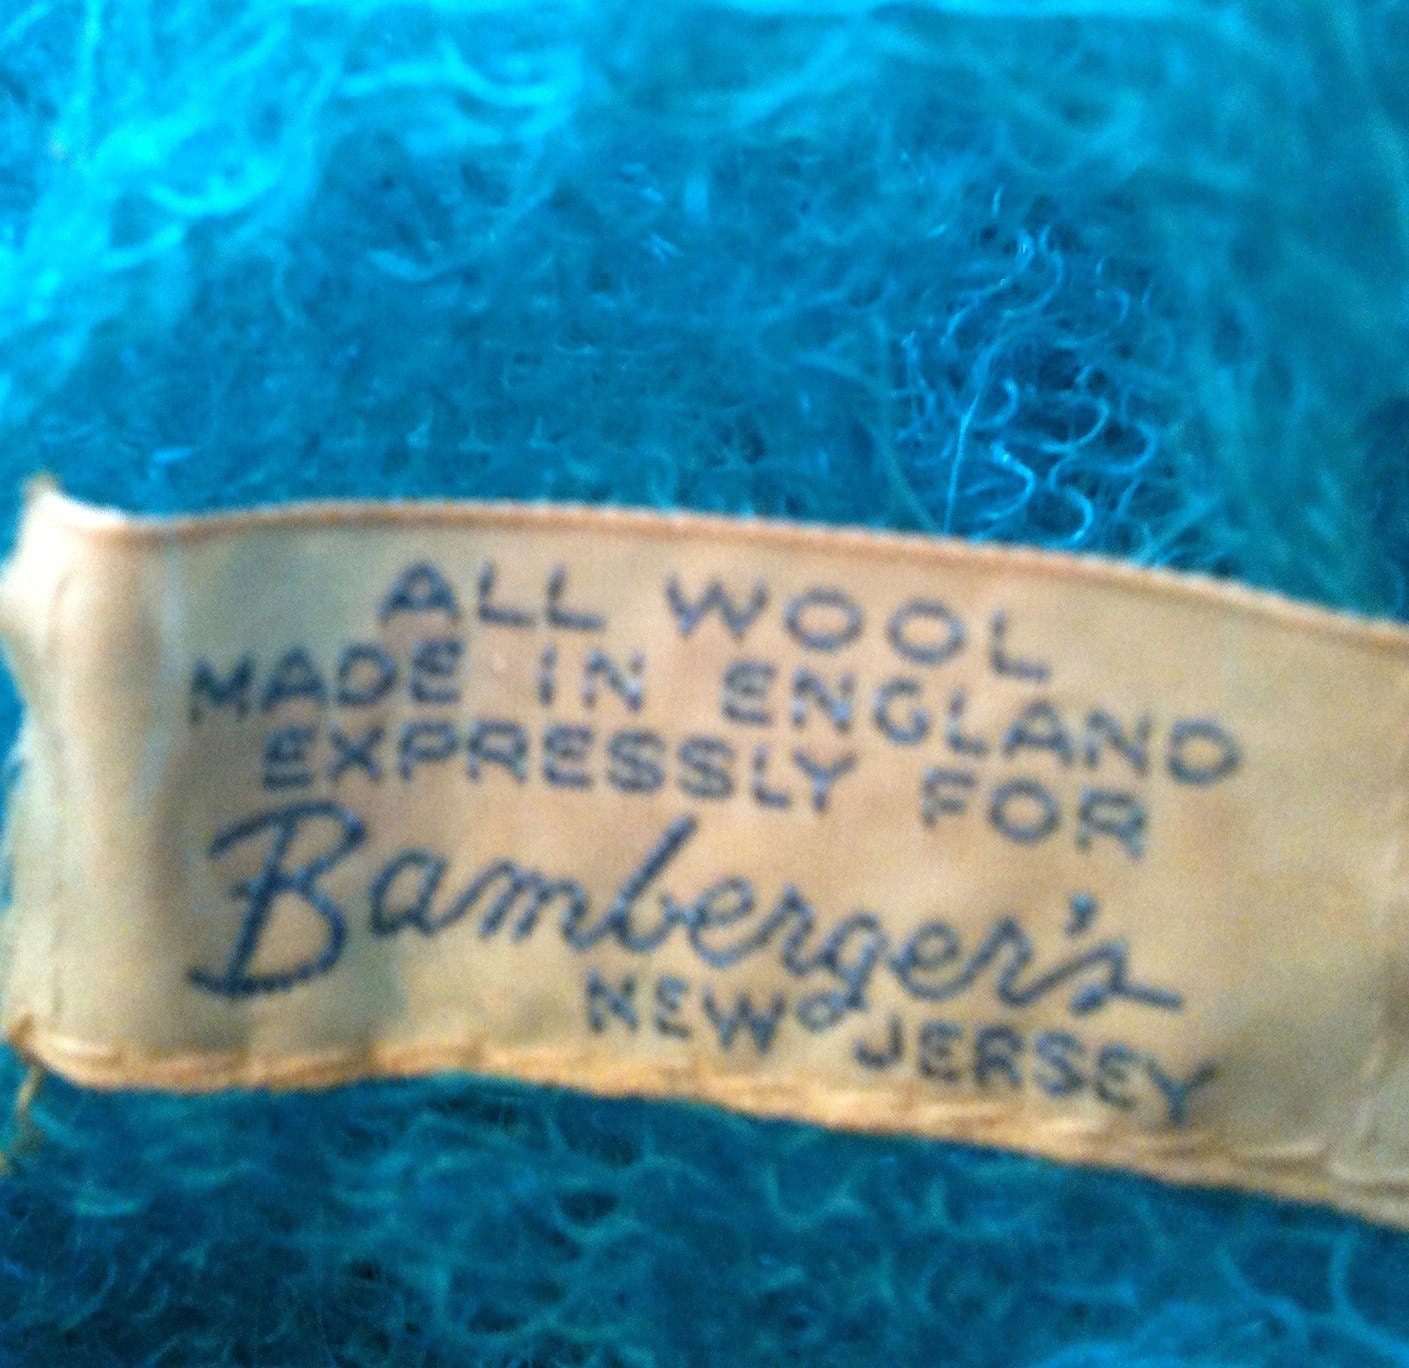 ALL WOOL
MADE IN ENGLAND
EXPRESSLY FOR
Bamberger's
NEW JERSEY